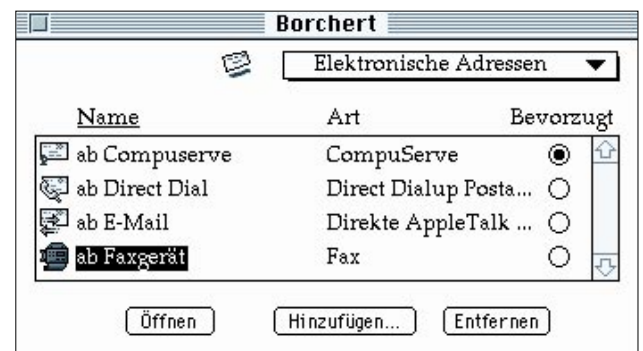 Borchert
Elektronische Adressen
Name Art Bevorzugt
ab Compuserve CompuServe
ab Direct Dial Direct Dialup Posta...
ab E-Mail Direkte AppleTalk ...
ab Faxgerät Fax
Öffnen Hinzufügen... Entfernen